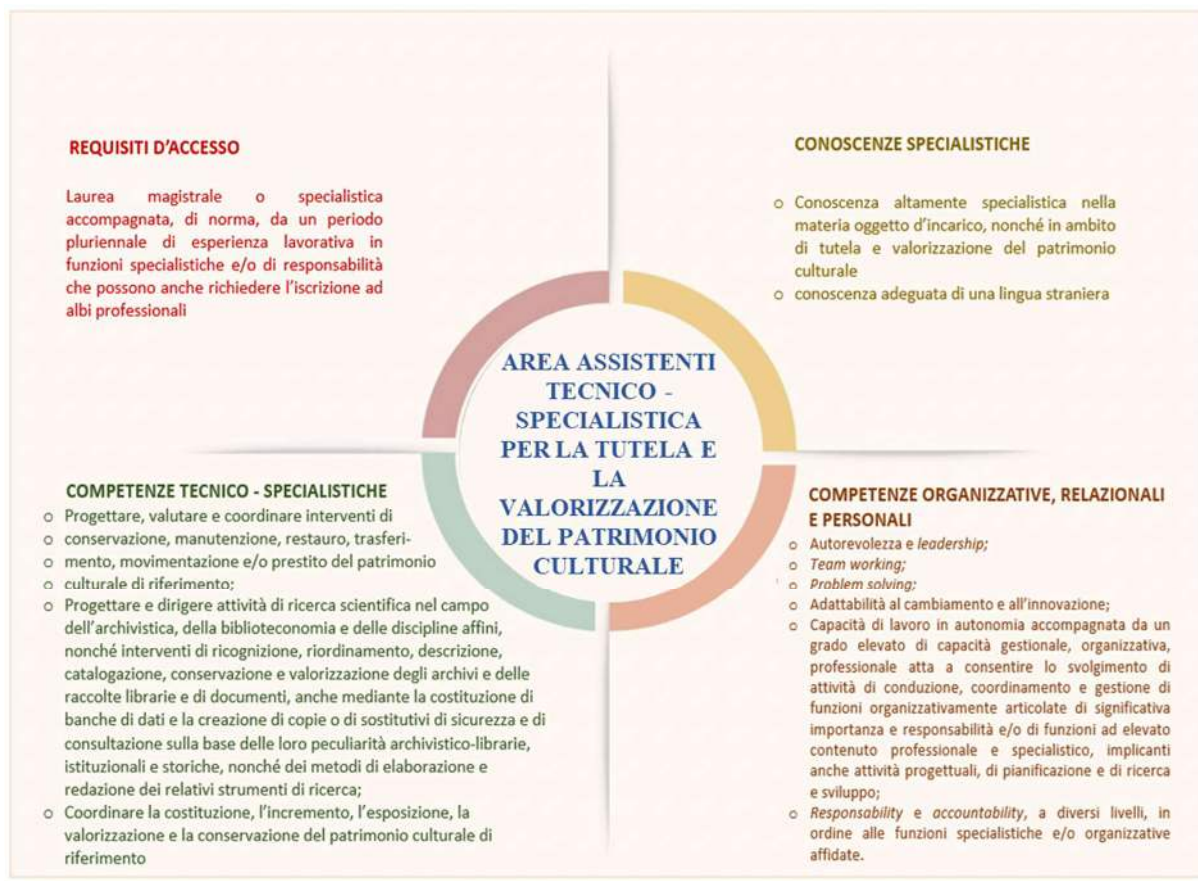 REQUISITI D'ACCESSO
Laurea magistrale o specialistica
accompagnata, di norma, da un periodo
pluriennale di esperienza lavorativa in
funzioni specialistiche e/o di responsabilità
che possono anche richiedere l'iscrizione ad
albi professionali
CONOSCENZE SPECIALISTICHE
o Conoscenza altamente specialistica nella
materia oggetto d'incarico, nonché in ambito
di tutela e valorizzazione del patrimonio
culturale
o conoscenza adeguata di una lingua straniera
AREA ASSISTENTI
TECNICO -
SPECIALISTICA
PER LA TUTELA E
LA
VALORIZZAZIONE
DEL PATRIMONIO
CULTURALE
COMPETENZE TECNICO - SPECIALISTICHE
o Progettare, valutare e coordinare interventi di
o conservazione, manutenzione, restauro, trasferi-
o mento, movimentazione e/o prestito del patrimonio
o culturale di riferimento;
o Progettare e dirigere attività di ricerca scientifica nel campo
dell'archivistica, della biblioteconomia e delle discipline affini,
nonché interventi di ricognizione, riordinamento, descrizione,
catalogazione, conservazione e valorizzazione degli archivi e delle
raccolte librarie e di documenti, anche mediante la costituzione di
banche di dati e la creazione di copie o di sostitutivi di sicurezza e di
consultazione sulla base delle loro peculiarità archivistico-librarie,
istituzionali e storiche, nonché dei metodi di elaborazione e
redazione dei relativi strumenti di ricerca;
o Coordinare la costituzione, l'incremento, l'esposizione, la
valorizzazione e la conservazione del patrimonio culturale di
riferimento
COMPETENZE ORGANIZZATIVE, RELAZIONALI
E PERSONALI
o Autorevolezza e leadership;
o Team working;
o Problem solving;
o Adattabilità al cambiamento e all'innovazione;
o Capacità di lavoro in autonomia accompagnata da un
grado elevato di capacità gestionale, organizzativa,
professionale atta a consentire lo svolgimento di
attività di conduzione, coordinamento e gestione di
funzioni organizzativamente articolate di significativa
importanza e responsabilità e/o di funzioni ad elevato
contenuto professionale e specialistico, implicanti
anche attività progettuali, di pianificazione e di ricerca
e sviluppo;
o Responsability e accountability, a diversi livelli, in
ordine alle funzioni specialistiche e/o organizzative
affidate.